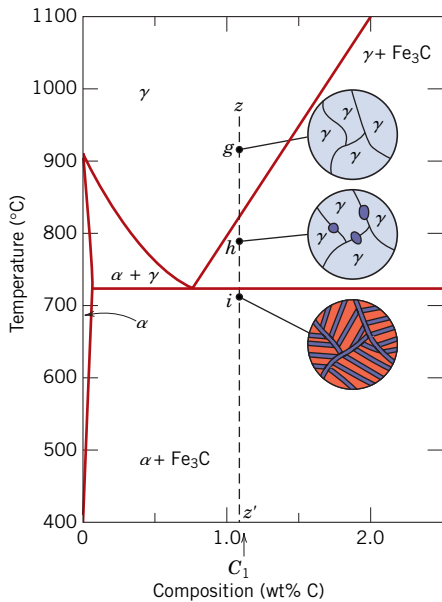 1100
1000
900
800
700
600
500
400
Temperature (°C)
γ
γ + Fe₃C
z
g
γ
γ
γ
γ
h
γ
γ
γ
γ
α + γ
i
α
α + Fe₃C
z′
0
1.0
2.0
C₁
Composition (wt% C)